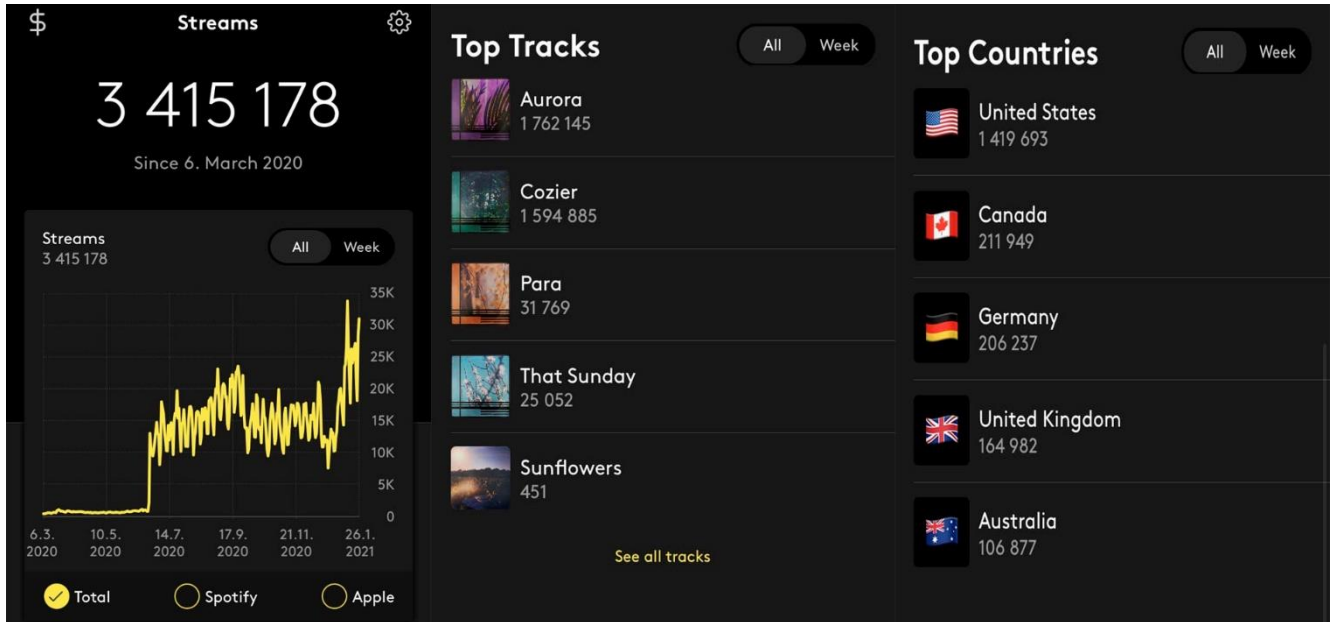 $ Streams
3 415 178
Since 6. March 2020
Streams
3 415 178
All Week
35K
30K
25K
20K
15K
10K
5K
0
6.3. 10.5. 14.7. 17.9. 21.11. 26.1.
2020 2020 2020 2020 2020 2021
Total Spotify Apple
Top Tracks
All Week
Aurora
1 762 145
Cozier
1 594 885
Para
31 769
That Sunday
25 052
Sunflowers
451
See all tracks
Top Countries
All Week
United States
1 419 693
Canada
211 949
Germany
206 237
United Kingdom
164 982
Australia
106 877